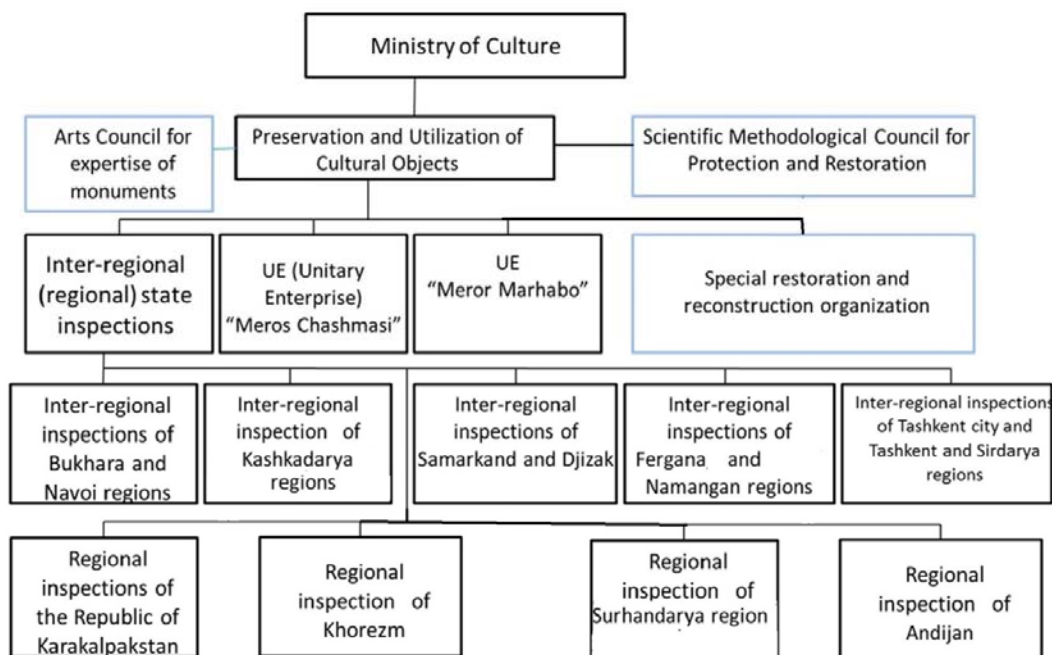 Ministry of Culture
Arts Council for
expertise of
monuments
Preservation and Utilization of
Cultural Objects
Scientific Methodological Council for
Protection and Restoration
Inter-regional
(regional) state
inspections
UE (Unitary
Enterprise)
“Meros Chashmasi”
UE
“Meror Marhabo”
Special restoration and
reconstruction organization
Inter-regional
inspections of
Bukhara and
Navoi regions
Inter-regional
inspection of
Kashkadarya
regions
Inter-regional
inspections of
Samarkand and Djizak
Inter-regional
inspections of
Fergana and
Namangan regions
Inter-regional inspections
of Tashkent city and
Tashkent and Sirdarya
regions
Regional
inspections of
the Republic of
Karakalpakstan
Regional
inspection of
Khorezm
Regional
inspection of
Surhandarya region
Regional
inspection of
Andijan